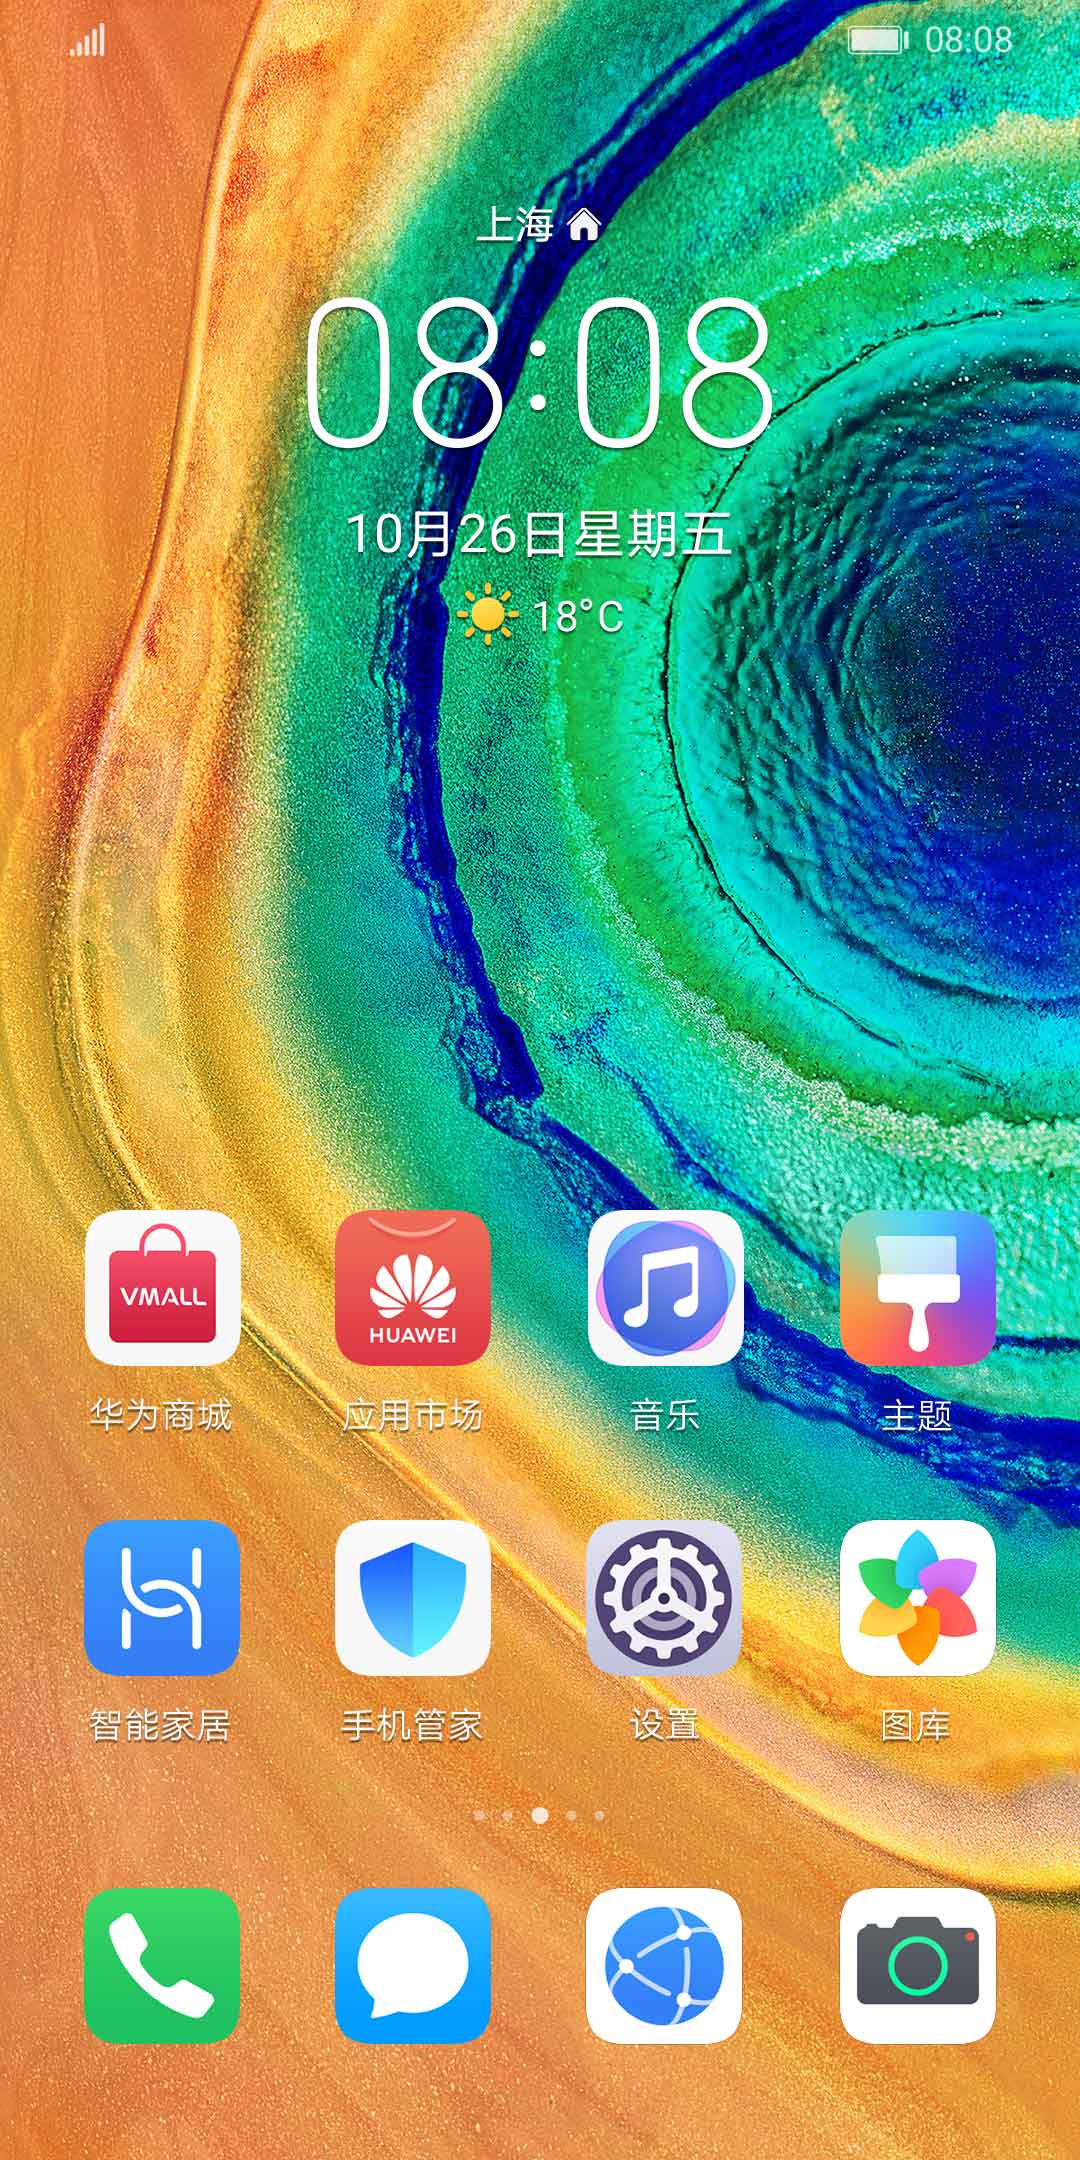 08:08
上海
08:08
10月26日星期五
18°C
VMALL
HUAWEI
华为商城
应用市场
音乐
主题
智能家居
手机管家
设置
图库